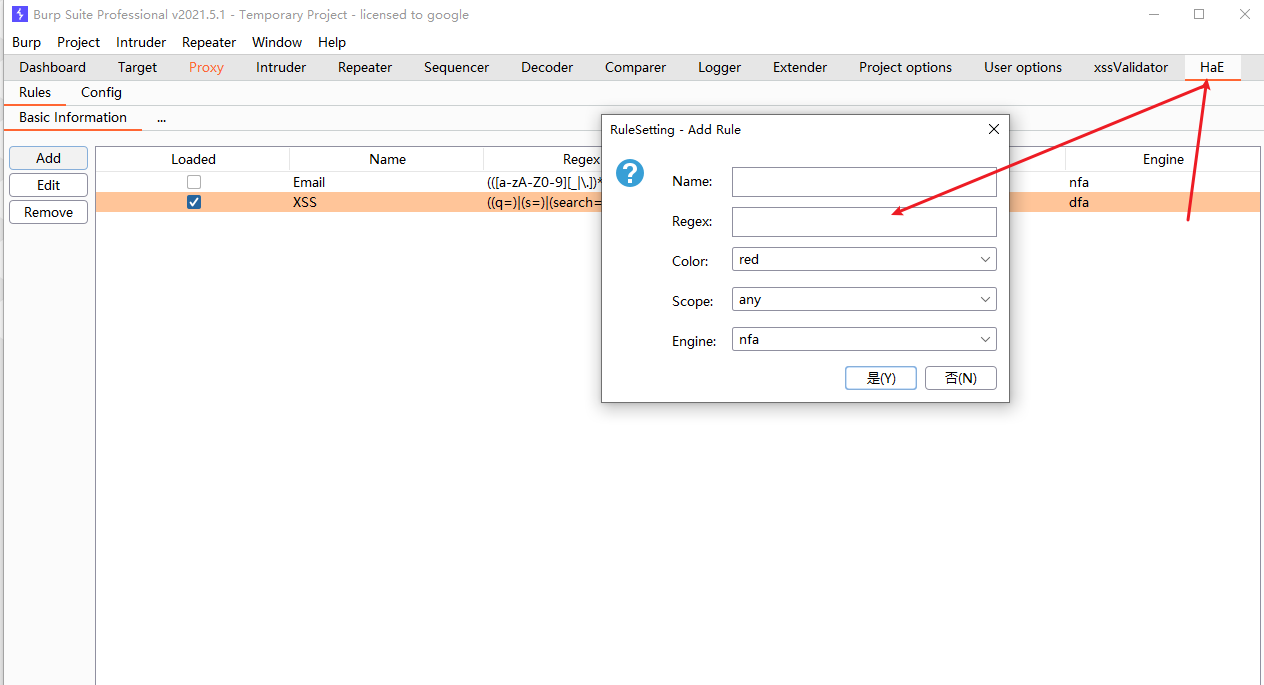 Burp Suite Professional v2021.5.1 - Temporary Project - licensed to google
Burp Project Intruder Repeater Window Help
Dashboard Target Proxy Intruder Repeater Sequencer Decoder Comparer Logger Extender Project options User options xssValidator HaE
Rules Config
Basic Information ...
Add
Edit
Remove
Loaded Name Regex Engine
Email (([a-zA-Z0-9][_|\.])* nfa
XSS ((q=)|(s=)|(search= dfa
RuleSetting - Add Rule
?
Name:
Regex:
Color: red
Scope: any
Engine: nfa
是(Y) 否(N)